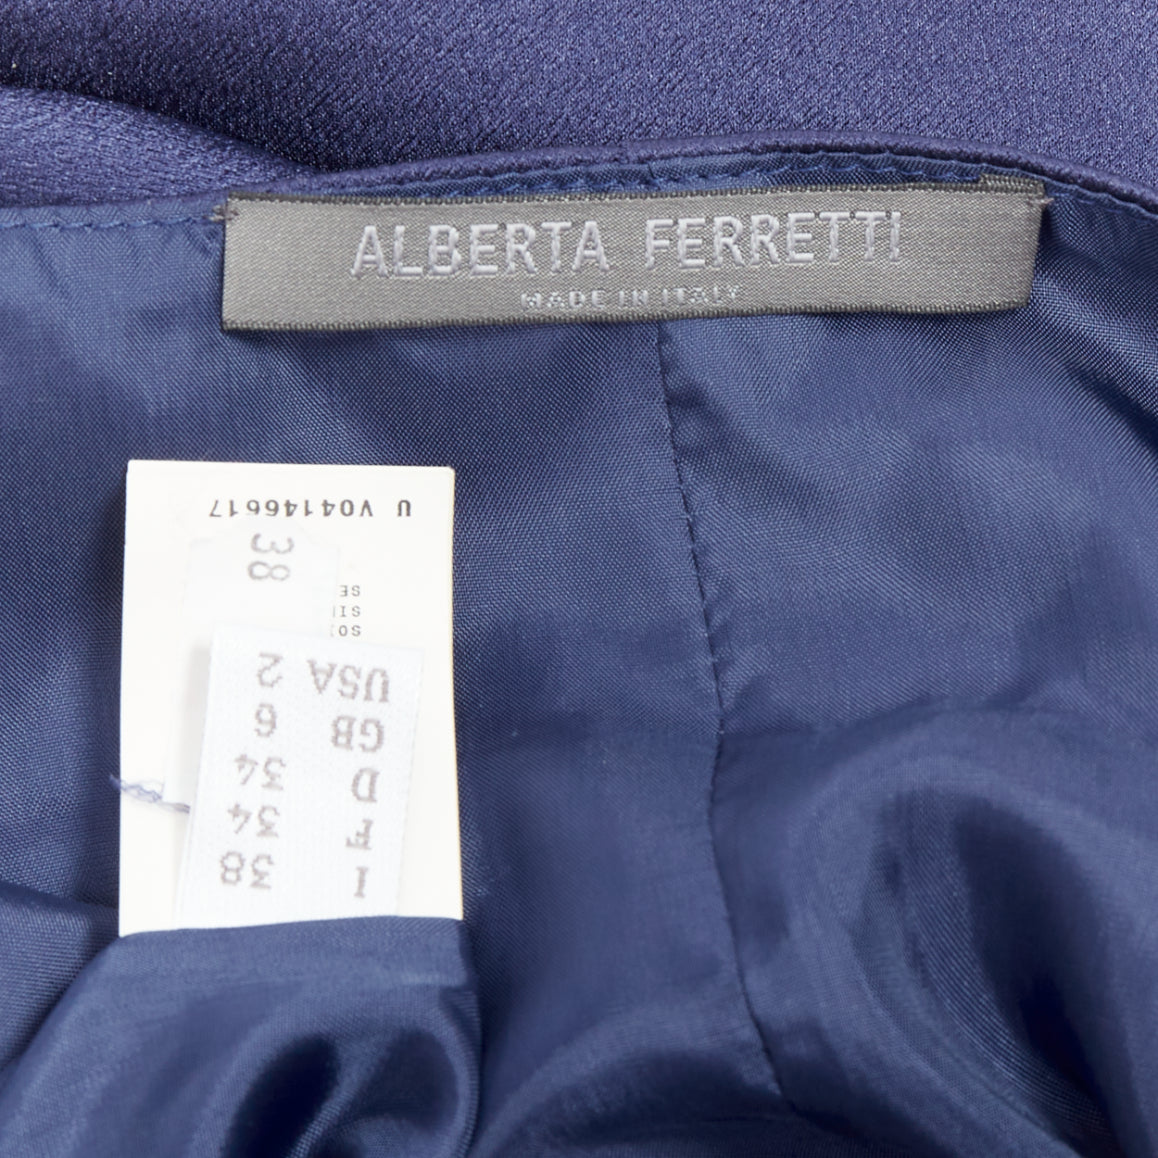 ALBERTA FERRETTI
MADE IN ITALY
I 38
F 34
D 34
GB 6
USA 2
38
U V04146617